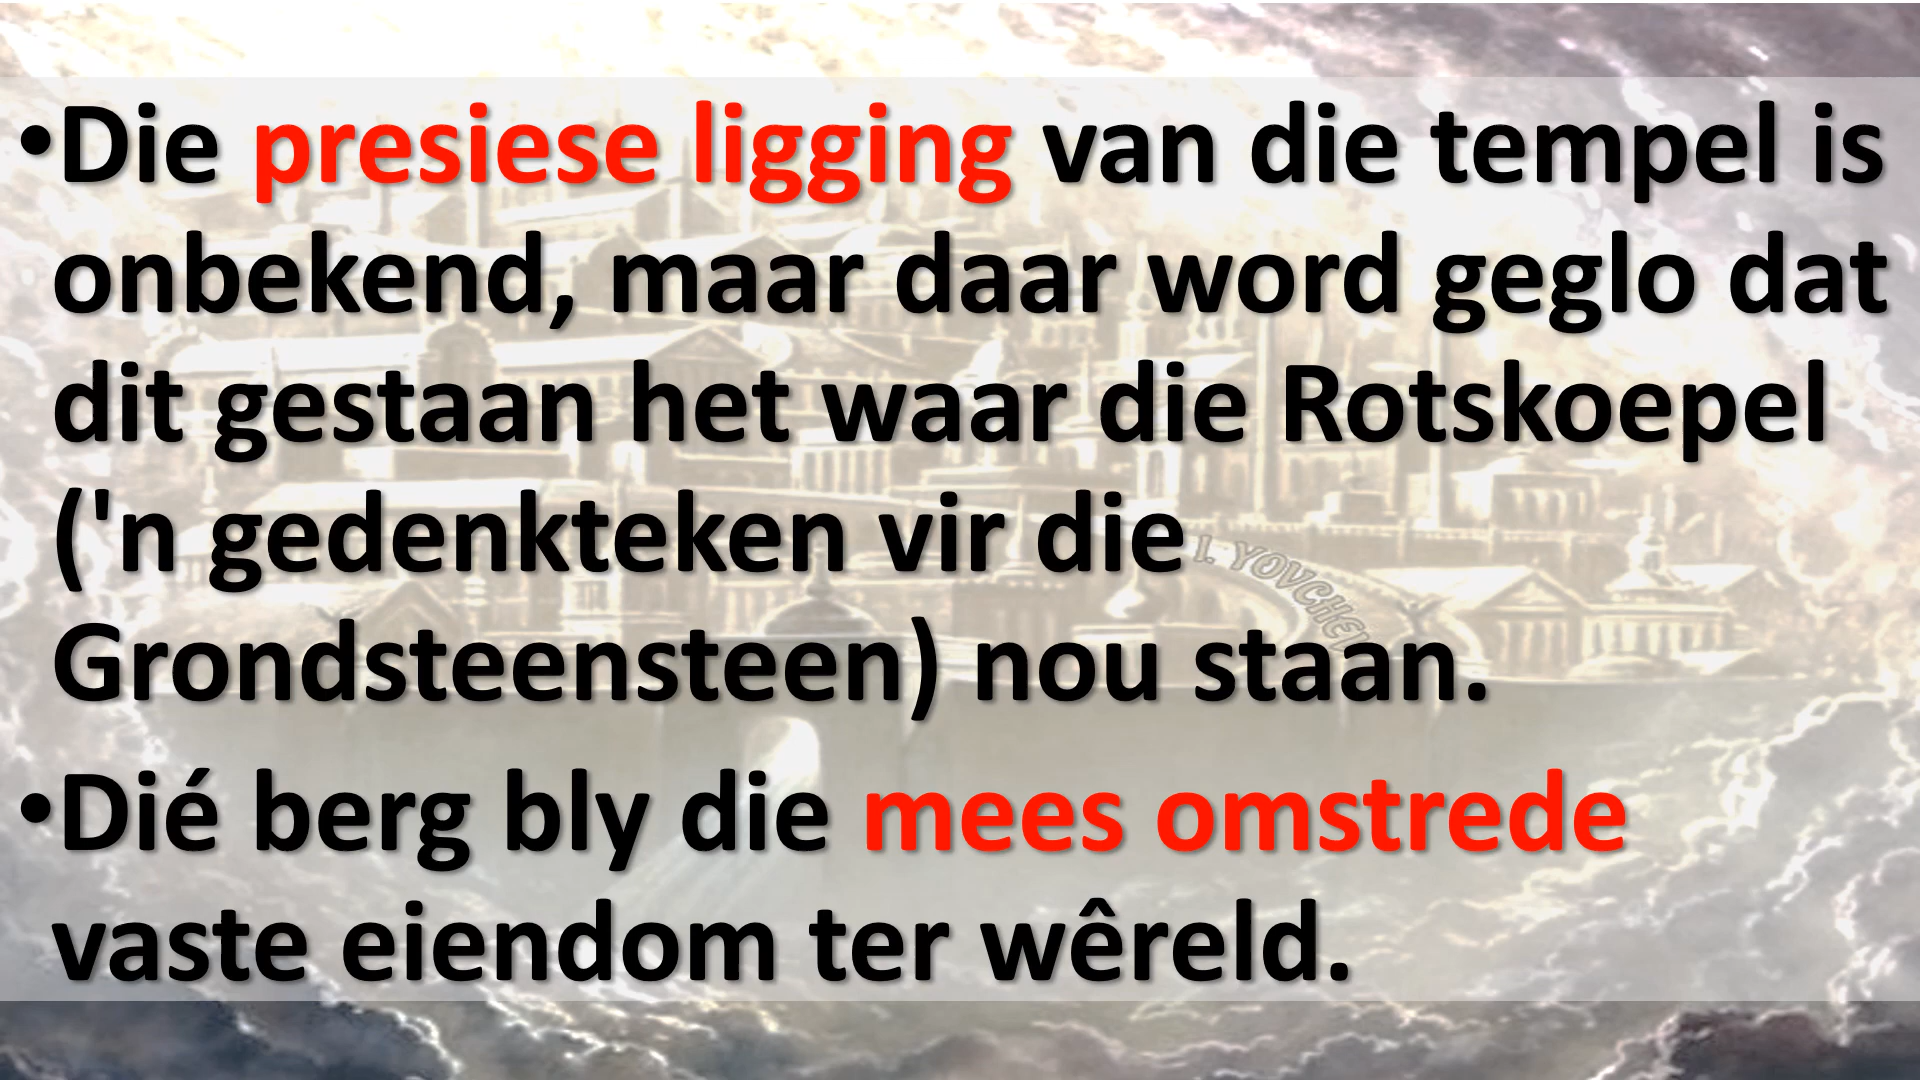 •Die presiese ligging van die tempel is
onbekend, maar daar word geglo dat
dit gestaan het waar die Rotskoepel
('n gedenkteken vir die
Grondsteensteen) nou staan.
•Dié berg bly die mees omstrede
vaste eiendom ter wêreld.
I. YOVCHEV